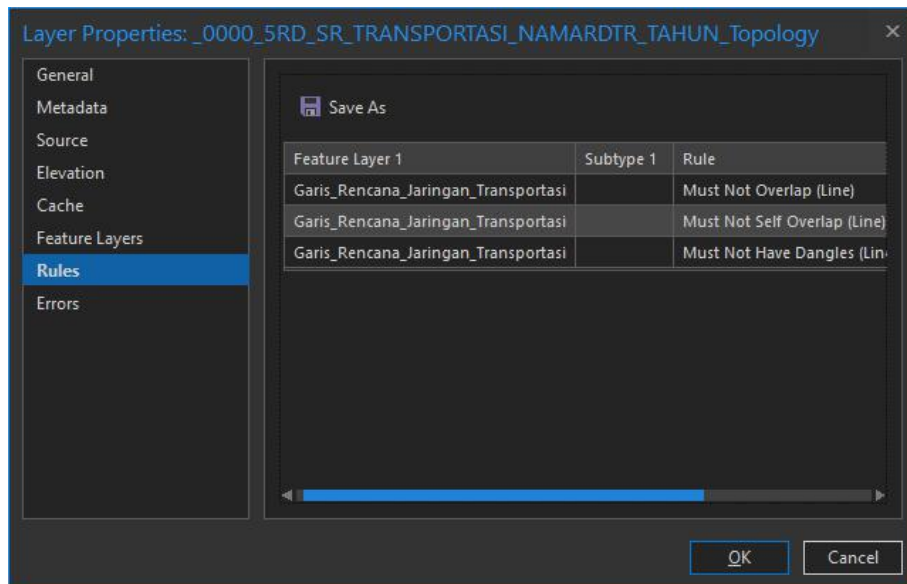 Layer Properties: _0000_5RD_SR_TRANSPORTASI_NAMARDTR_TAHUN_Topology
General
Metadata
Source
Elevation
Cache
Feature Layers
Rules
Errors
Save As
Feature Layer 1 Subtype 1 Rule
Garis_Rencana_Jaringan_Transportasi Must Not Overlap (Line)
Garis_Rencana_Jaringan_Transportasi Must Not Self Overlap (Line)
Garis_Rencana_Jaringan_Transportasi Must Not Have Dangles (Lin
OK Cancel